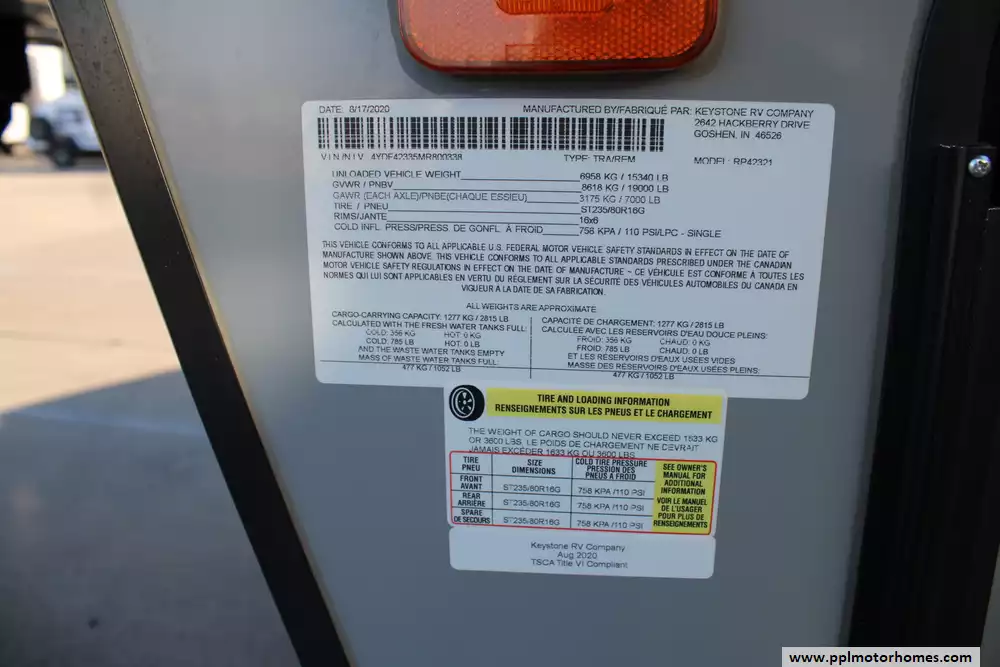 DATE: 8/17/2020 MANUFACTURED BY/FABRIQUÉ PAR: KEYSTONE RV COMPANY
2642 HACKBERRY DRIVE
GOSHEN, IN 46526
V I N / N I V 4YDF42335MR800338 TYPE: TRA/REM MODEL: RP42321
UNLOADED VEHICLE WEIGHT 6958 KG / 15340 LB
GVWR / PNBV 8618 KG / 19000 LB
GAWR (EACH AXLE)/PNBE(CHAQUE ESSIEU) 3175 KG / 7000 LB
TIRE / PNEU ST235/80R16G
RIMS/JANTE 16x6
COLD INFL. PRESS/PRESS. DE GONFL. À FROID 758 KPA / 110 PSI/LPC - SINGLE
THIS VEHICLE CONFORMS TO ALL APPLICABLE U.S. FEDERAL MOTOR VEHICLE SAFETY STANDARDS IN EFFECT ON THE DATE OF
MANUFACTURE SHOWN ABOVE. THIS VEHICLE CONFORMS TO ALL APPLICABLE STANDARDS PRESCRIBED UNDER THE CANADIAN
MOTOR VEHICLE SAFETY REGULATIONS IN EFFECT ON THE DATE OF MANUFACTURE ~ CE VÉHICULE EST CONFORME À TOUTES LES
NORMES QUI LUI SONT APPLICABLES EN VERTU DU RÈGLEMENT SUR LA SÉCURITÉ DES VÉHICULES AUTOMOBILES DU CANADA EN
VIGUEUR À LA DATE DE SA FABRICATION.
ALL WEIGHTS ARE APPROXIMATE
CARGO-CARRYING CAPACITY: 1277 KG / 2815 LB
CALCULATED WITH THE FRESH WATER TANKS FULL:
COLD: 356 KG HOT: 0 KG
COLD: 785 LB HOT: 0 LB
AND THE WASTE WATER TANKS EMPTY
MASS OF WASTE WATER TANKS FULL:
477 KG / 1052 LB
CAPACITÉ DE CHARGEMENT: 1277 KG / 2815 LB
CALCULÉE AVEC LES RESERVOIRS D'EAU DOUCE PLEINS:
FROID: 356 KG CHAUD: 0 KG
FROID: 785 LB CHAUD: 0 LB
ET LES RÉSERVOIRS D'EAUX USÉES VIDES
MASSE DES RESERVOIRS D'EAUX USÉES PLEINS:
477 KG / 1052 LB
TIRE AND LOADING INFORMATION
RENSEIGNEMENTS SUR LES PNEUS ET LE CHARGEMENT
THE WEIGHT OF CARGO SHOULD NEVER EXCEED 1633 KG
OR 3600 LBS. LE POIDS DE CHARGEMENT NE DEVRAIT
JAMAIS EXCÉDER 1633 KG OU 3600 LBS.
TIRE SIZE COLD TIRE PRESSURE
PNEU DIMENSIONS PRESSION DES
PNEUS A FROID
FRONT
AVANT ST235/80R16G 758 KPA /110 PSI
REAR
ARRIÈRE ST235/80R16G 758 KPA /110 PSI
SPARE
DE SECOURS ST235/80R16G 758 KPA /110 PSI
SEE OWNER'S
MANUAL FOR
ADDITIONAL
INFORMATION
VOIR LE MANUEL
DE L'USAGER
POUR PLUS DE
RENSEIGNEMENTS
Keystone RV Company
Aug 2020
TSCA Title VI Compliant
www.pplmotorhomes.com